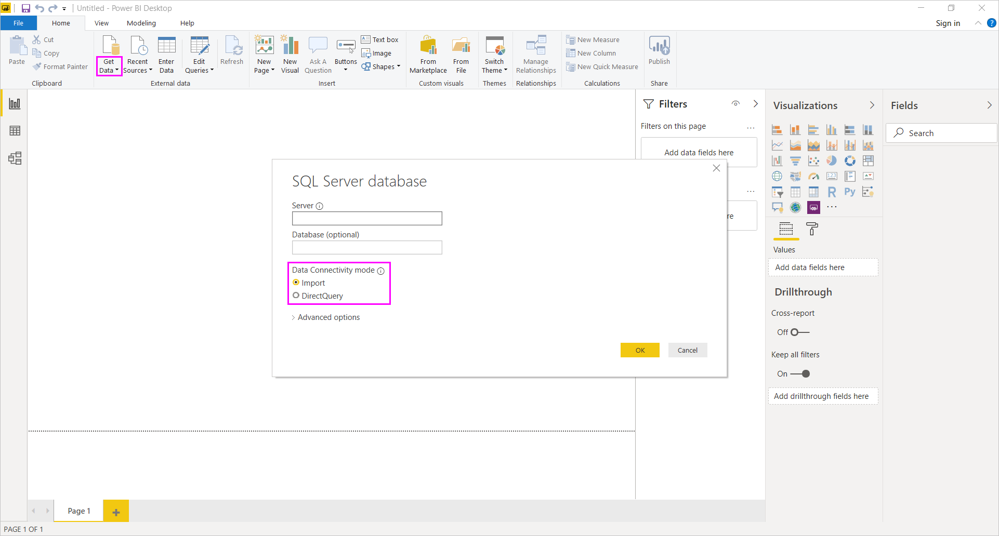 Untitled - Power BI Desktop
File Home View Modeling Help Sign in ?
Paste
Cut
Copy
Format Painter
Clipboard
Get Data
Recent Sources
Enter Data
Edit Queries
Refresh
External data
New Page
New Visual
Ask A Question
Buttons
Text box
Image
Shapes
Insert
From Marketplace
From File
Custom visuals
Switch Theme
Themes
Manage Relationships
Relationships
New Measure
New Column
New Quick Measure
Calculations
Publish
Share
Filters
Filters on this page ...
Add data fields here
...
re
SQL Server database
Server
Database (optional)
Data Connectivity mode
Import
DirectQuery
Advanced options
OK Cancel
Visualizations
123
R Py
...
Values
Add data fields here
Drillthrough
Cross-report
Off
Keep all filters
On
Add drillthrough fields here
Fields
Search
Page 1 +
PAGE 1 OF 1